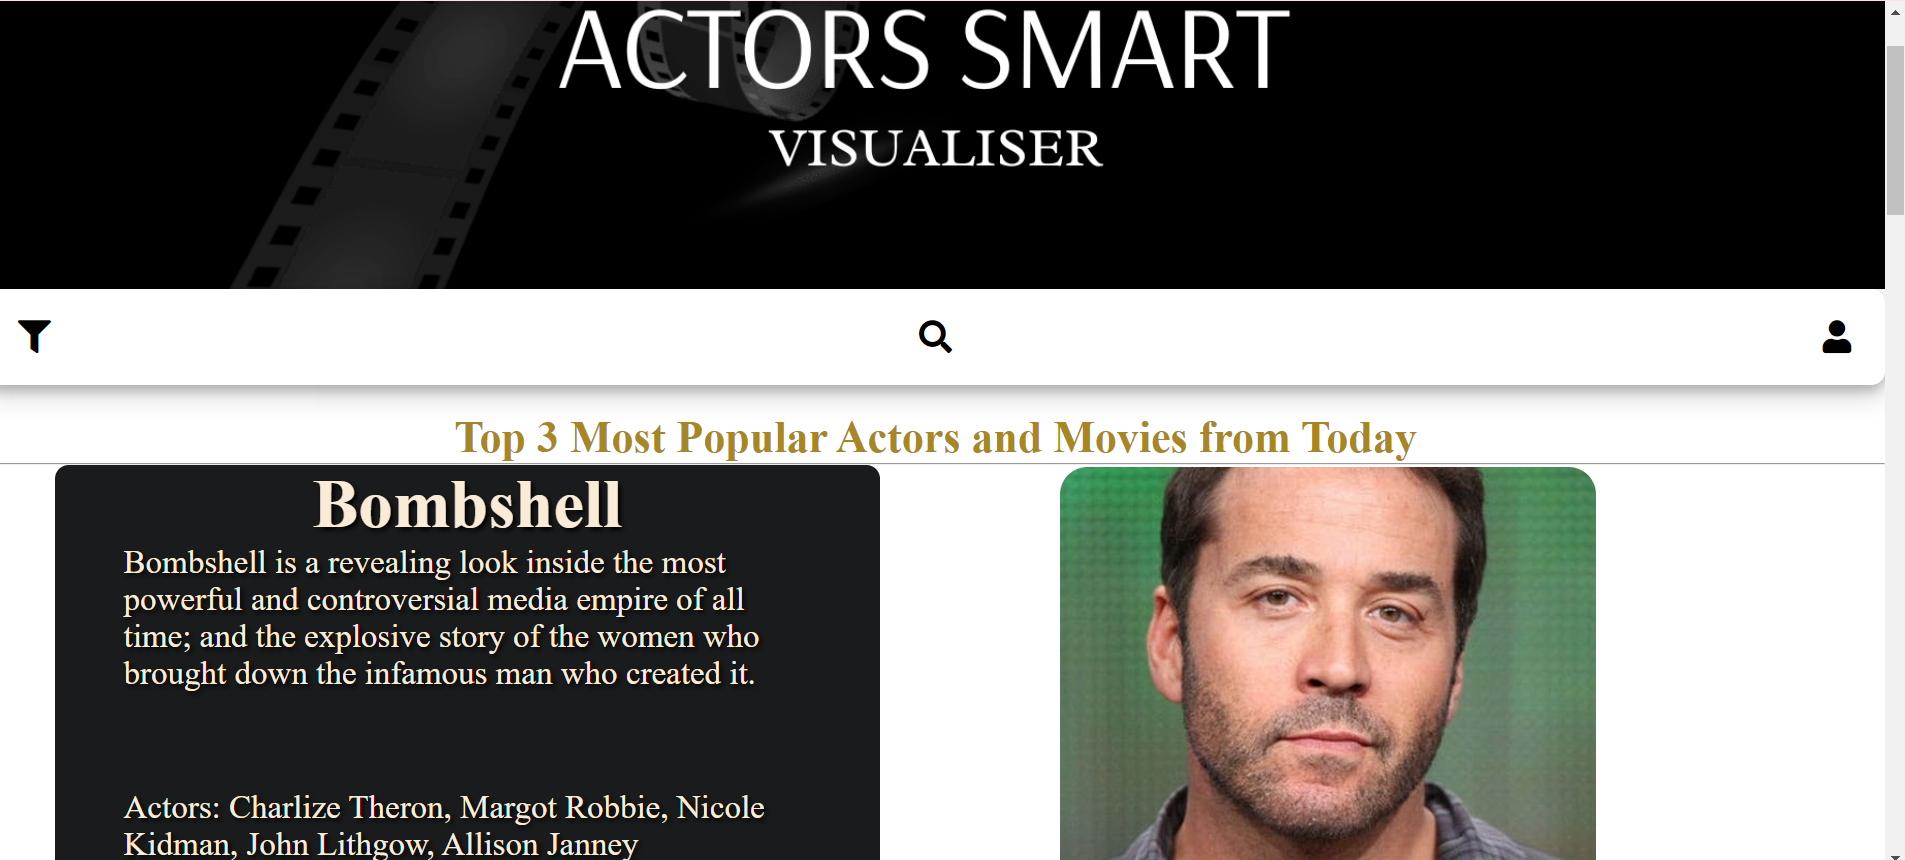 ACTORS SMART
VISUALISER
Top 3 Most Popular Actors and Movies from Today
Bombshell
Bombshell is a revealing look inside the most
powerful and controversial media empire of all
time; and the explosive story of the women who
brought down the infamous man who created it.
Actors: Charlize Theron, Margot Robbie, Nicole
Kidman, John Lithgow, Allison Janney